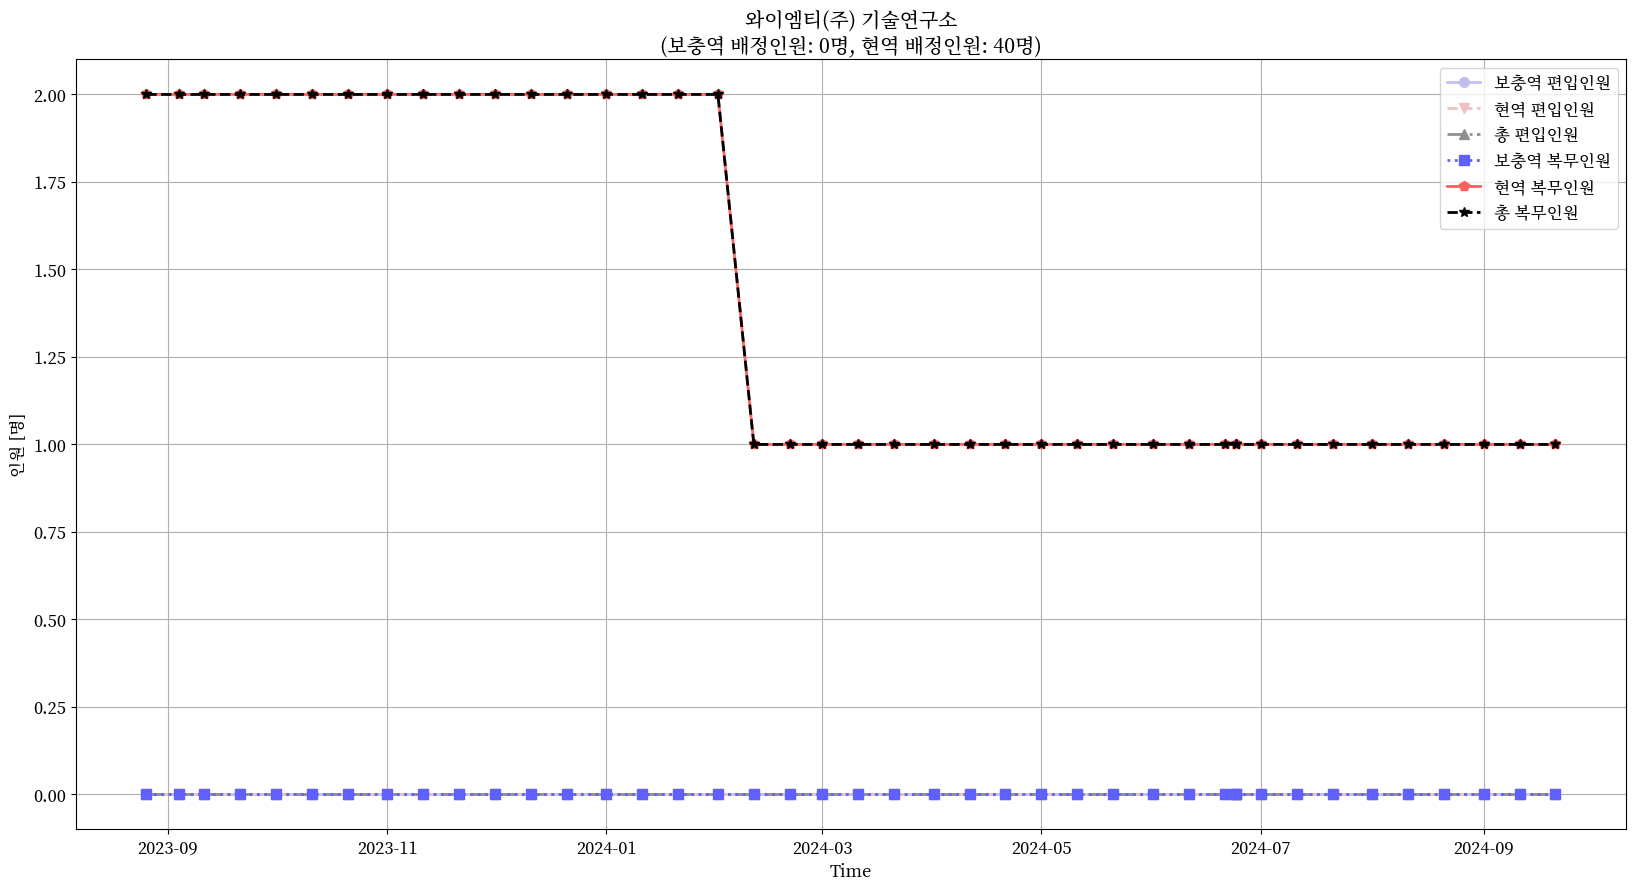 와이엠티(주) 기술연구소
(보충역 배정인원: 0명, 현역 배정인원: 40명)
보충역 편입인원
현역 편입인원
총 편입인원
보충역 복무인원
현역 복무인원
총 복무인원
인원 [명]
2.00
1.75
1.50
1.25
1.00
0.75
0.50
0.25
0.00
2023-09
2023-11
2024-01
2024-03
2024-05
2024-07
2024-09
Time